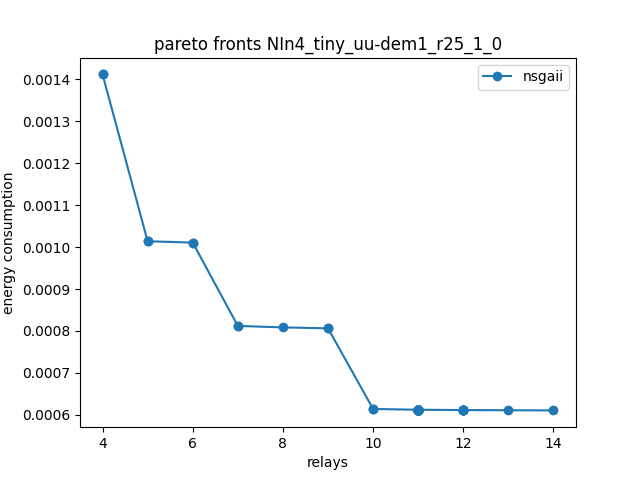 pareto fronts NIn4_tiny_uu-dem1_r25_1_0
nsgaii
energy consumption
0.0014
0.0013
0.0012
0.0011
0.0010
0.0009
0.0008
0.0007
0.0006
4 6 8 10 12 14
relays